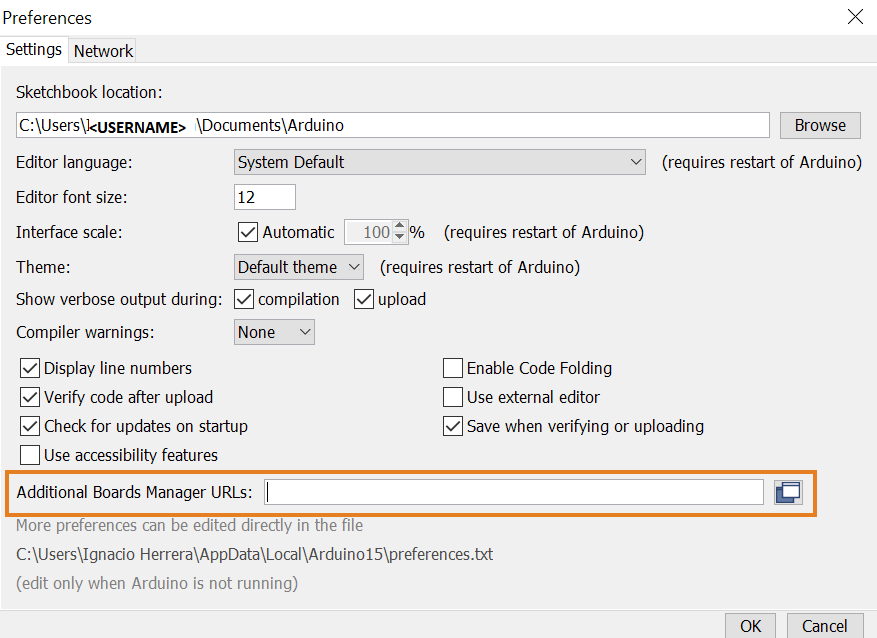 Preferences
Settings Network
Sketchbook location:
C:\Users\<USERNAME> \Documents\Arduino Browse
Editor language: System Default (requires restart of Arduino)
Editor font size: 12
Interface scale: Automatic 100 % (requires restart of Arduino)
Theme: Default theme (requires restart of Arduino)
Show verbose output during: compilation upload
Compiler warnings: None
Display line numbers Enable Code Folding
Verify code after upload Use external editor
Check for updates on startup Save when verifying or uploading
Use accessibility features
Additional Boards Manager URLs:
More preferences can be edited directly in the file
C:\Users\Ignacio Herrera\AppData\Local\Arduino15\preferences.txt
(edit only when Arduino is not running)
OK Cancel